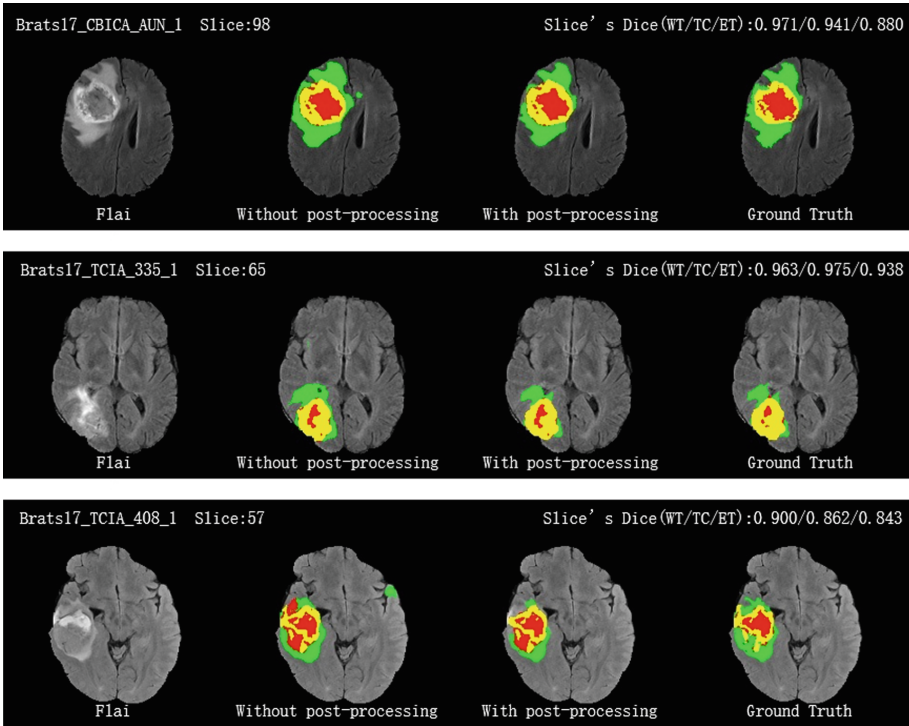 Brats17_CBICA_AUN_1 Slice:98 Slice's Dice(WT/TC/ET):0.971/0.941/0.880
Flai Without post-processing With post-processing Ground Truth
Brats17_TCIA_335_1 Slice:65 Slice's Dice(WT/TC/ET):0.963/0.975/0.938
Flai Without post-processing With post-processing Ground Truth
Brats17_TCIA_408_1 Slice:57 Slice's Dice(WT/TC/ET):0.900/0.862/0.843
Flai Without post-processing With post-processing Ground Truth